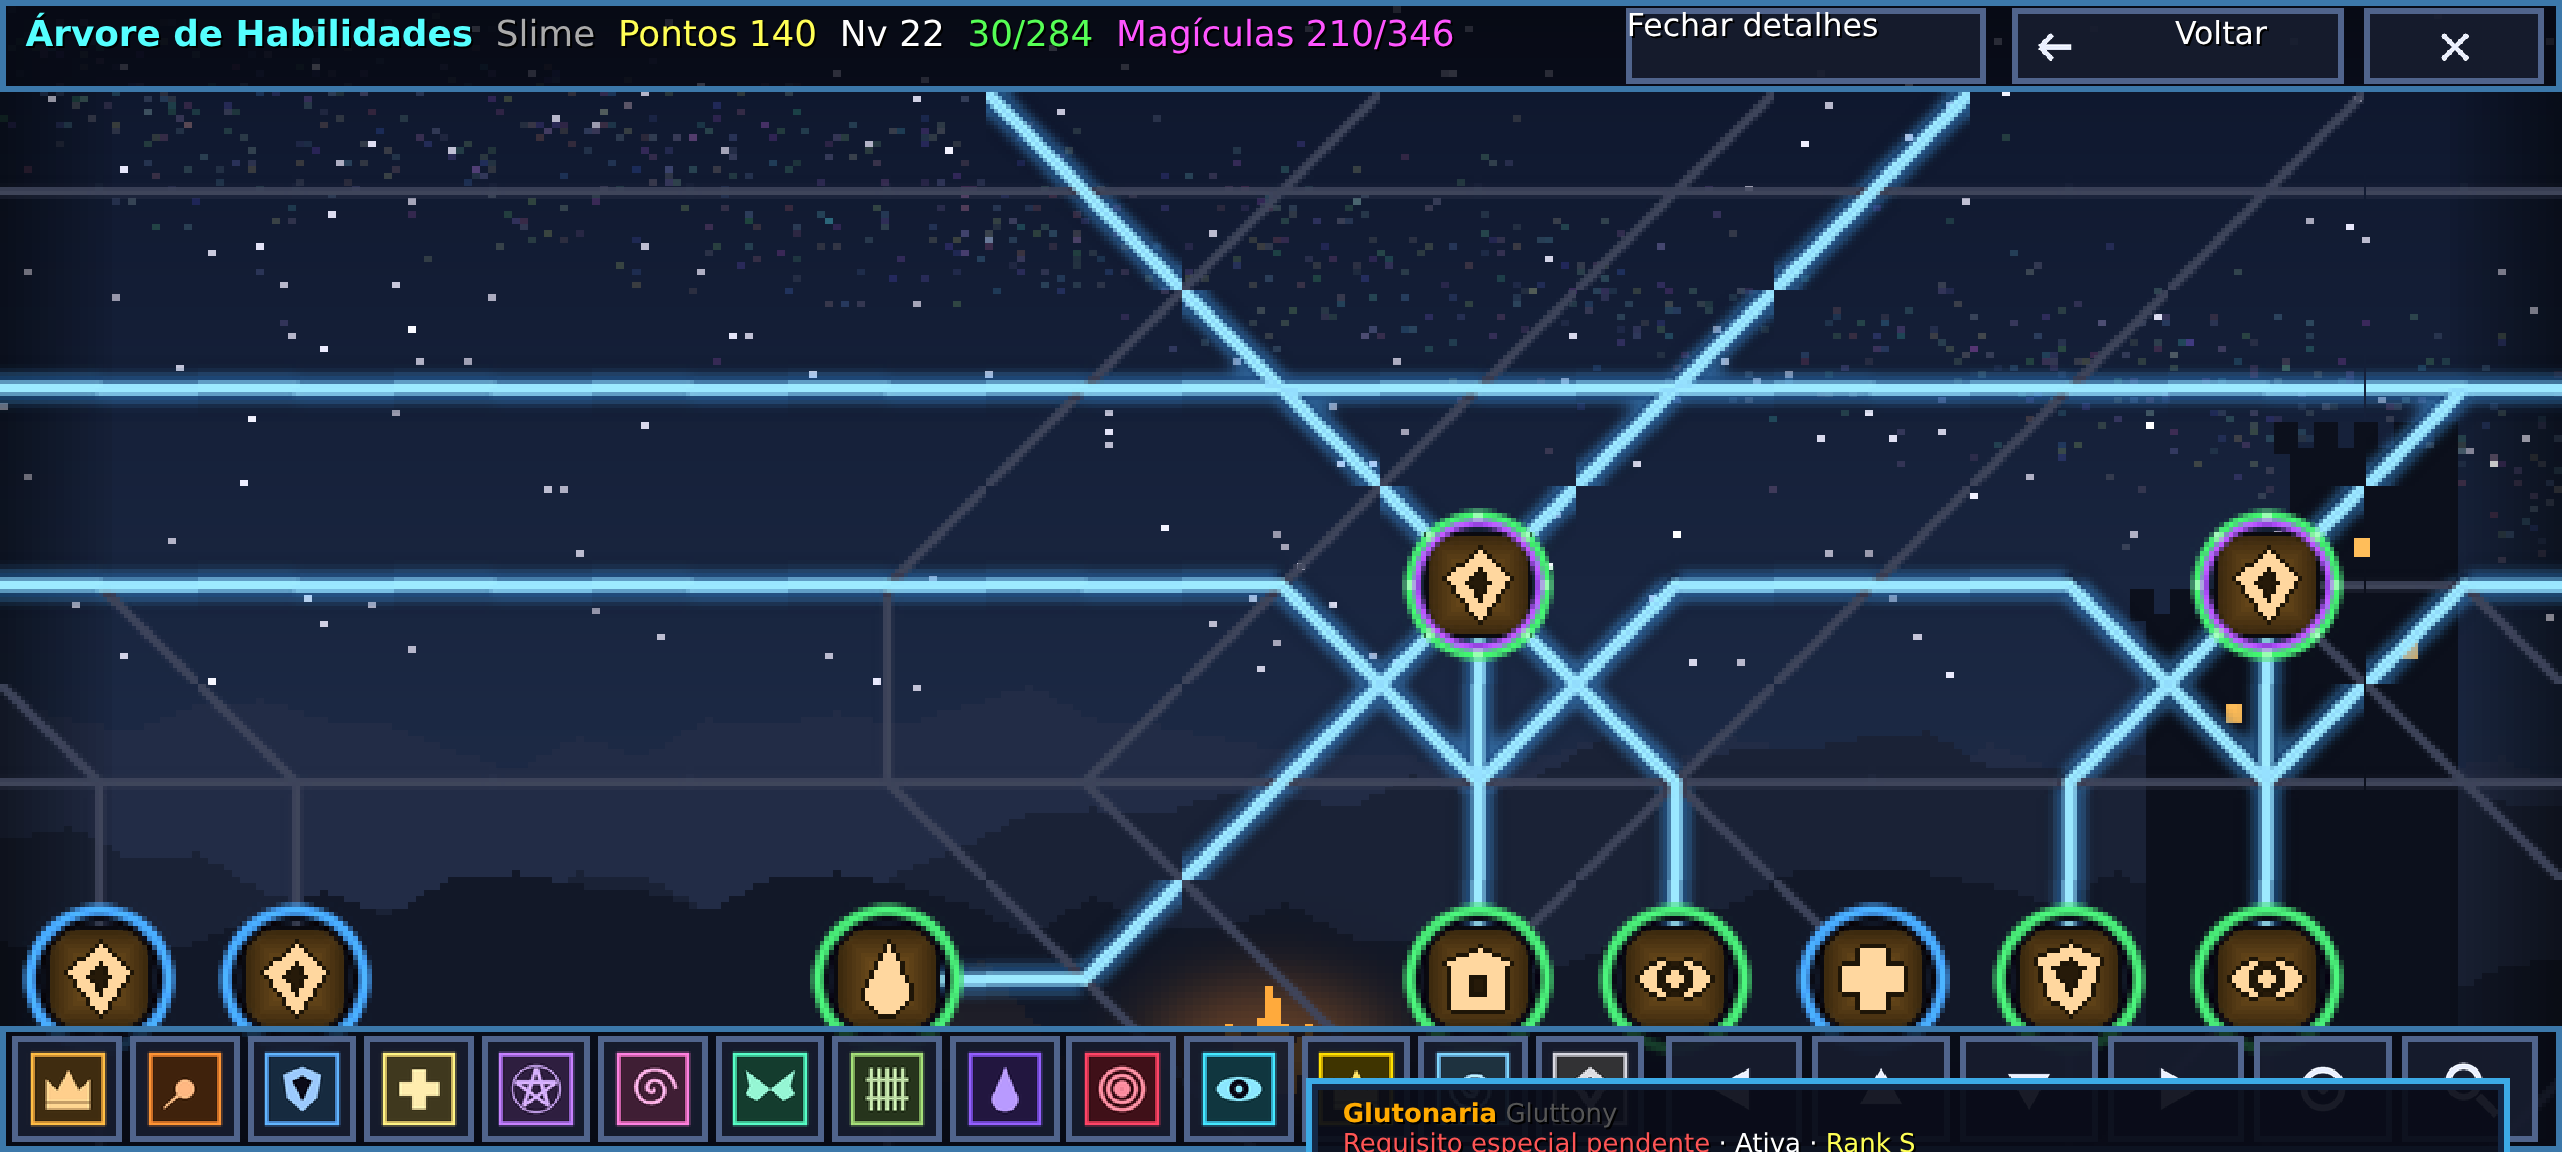 Árvore de Habilidades Slime Pontos 140 Nv 22 30/284 Magículas 210/346 Fechar detalhes Voltar
Glutonaria Gluttony
Requisito especial pendente · Ativa · Rank S